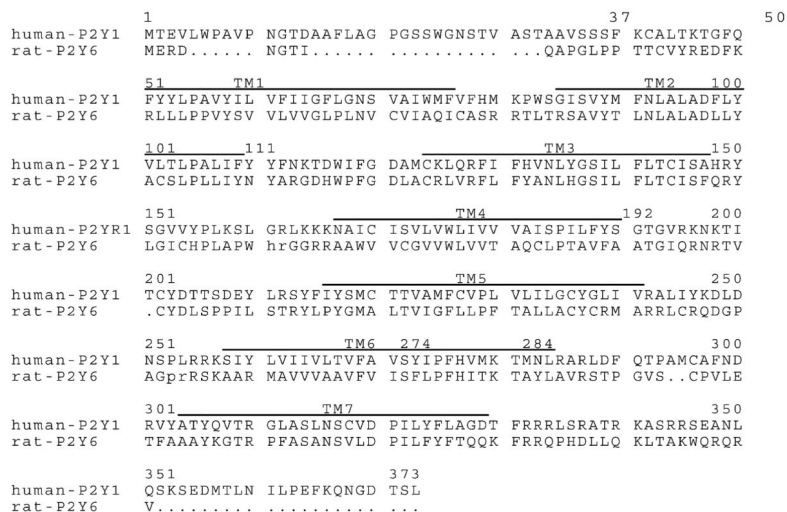 1 37 50
human-P2Y1 MTEVLWPAVP NGTDAAFLAG PGSSWGNSTV ASTAAVSSSF KCALTKTGFQ
rat-P2Y6 MERD...... NGTI...... .......... ....QAPGLPP TTCVYREDFK
51 TM1 TM2 100
human-P2Y1 FYYLPAVYIL VFIIGFLGNS VAIWMFVFHM KPWSGISVYM FNLALADFLY
rat-P2Y6 RLLLPPVYSV VLVVGLPLNV CVIAQICASR RTLTRSAVYT LNLALADLLY
101 111 TM3 150
human-P2Y1 VLTLPALIFY YFNKTDWIFG DAMCKLQRFI FHVNLYGSIL FLTCISAHRY
rat-P2Y6 ACSLPLLIYN YARGDHWPFG DLACRLVRFL FYANLHGSIL FLTCISFQRY
151 TM4 192 200
human-P2YR1 SGVVYPLKSL GRLKKKNAIC ISVLVWLIVV VAISPILFYS GTGVRKNKTI
rat-P2Y6 LGICHPLAPW hrGGRRAAWV VCGVVWLVVT AQCLPTAVFA ATGIQRNRTV
201 TM5 250
human-P2Y1 TCYDTTSDEY LRSYFIYSMC TTVAMFCVPL VLILGCYGLI VRALIYKDLD
rat-P2Y6 .CYDLSPPIL STRYLPYGMA LTVIGFLLPF TALLACYCRM ARRLCRQDGP
251 TM6 274 284 300
human-P2Y1 NSPLRRKSIY LVIIVLTVFA VSYIPFHVMK TMNLRARLDF QTPAMCAFND
rat-P2Y6 AGprRSKAAR MAVVVAAVFV ISFLPFHITK TAYLAVRSTP GVS..CPVLE
301 TM7 350
human-P2Y1 RVYATYQVTR GLASLNSCVD PILYFLAGDT FRRRLSRATR KASRRSEANL
rat-P2Y6 TFAAAYKGTR PFASANSVLD PILFYFTQQK FRRQPHDLLQ KLTAKWQRQR
351 373
human-P2Y1 QSKSEDMTLN ILPEFKQNGD TSL
rat-P2Y6 V......... .......... ...